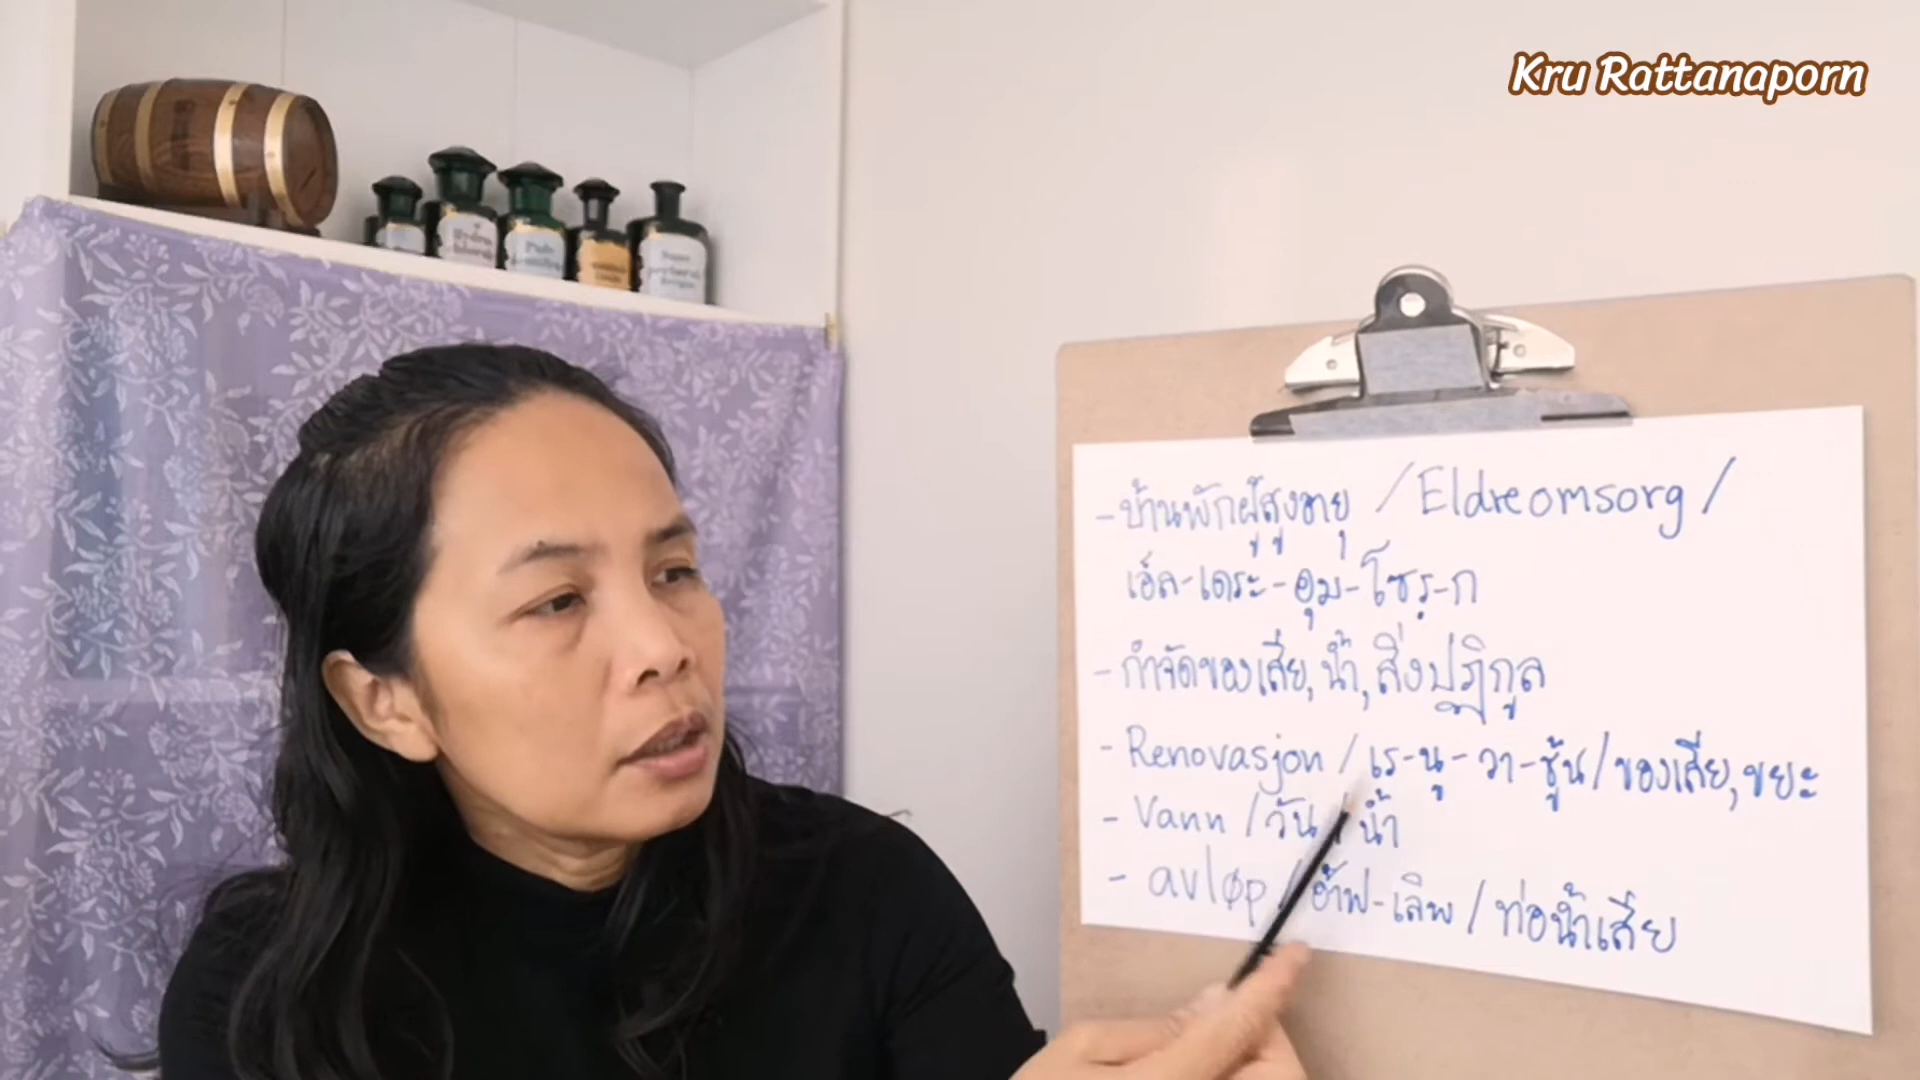 Kru Rattanaporn
- บ้านพักผู้สูงอายุ / Eldreomsorg /
เอ็ล-เดระ-อุม-โซรฺ-ก
- กำจัดของเสีย, น้ำ, สิ่งปฏิกูล
- Renovasjon / เร-นู-วา-ชู้น / ของเสีย, ขยะ
- Vann / วัน / น้ำ
- avløp / อ๊าฟ-เลิพ / ท่อน้ำเสีย